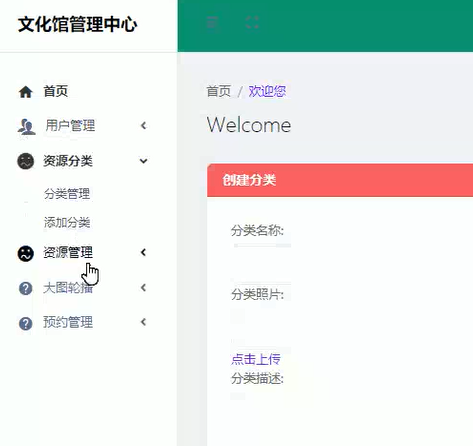 文化馆管理中心
首页
用户管理
资源分类
分类管理
添加分类
资源管理
大图轮播
预约管理
首页 / 欢迎您
Welcome
创建分类
分类名称:
分类照片:
点击上传
分类描述: